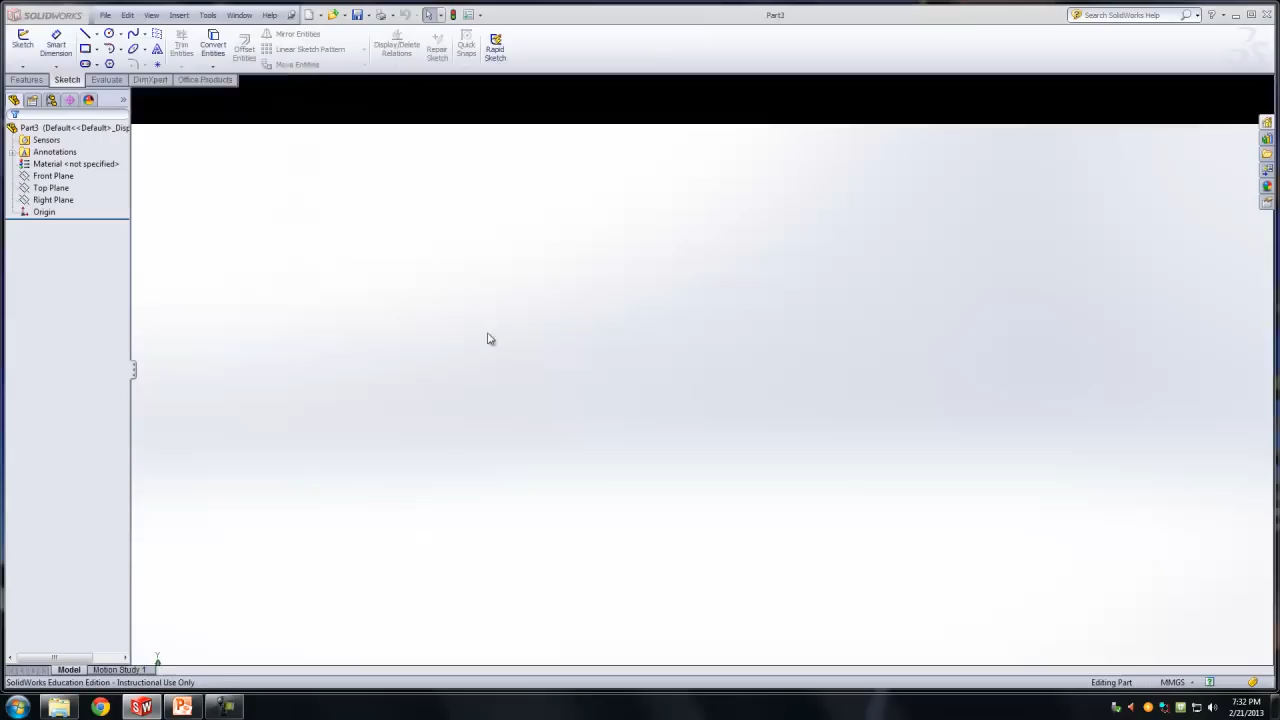 SOLIDWORKS File Edit View Insert Tools Window Help Part3 Search SolidWorks Help
Sketch Smart Dimension Trim Entities Convert Entities Offset Entities Mirror Entities Linear Sketch Pattern Move Entities Display/Delete Relations Repair Sketch Quick Snaps Rapid Sketch
Features Sketch Evaluate DimXpert Office Products
Part3 (Default<<Default>_Disp
Sensors
Annotations
Material <not specified>
Front Plane
Top Plane
Right Plane
Origin
Y
Model Motion Study 1
SolidWorks Education Edition - Instructional Use Only Editing Part MMGS
7:32 PM
2/21/2013